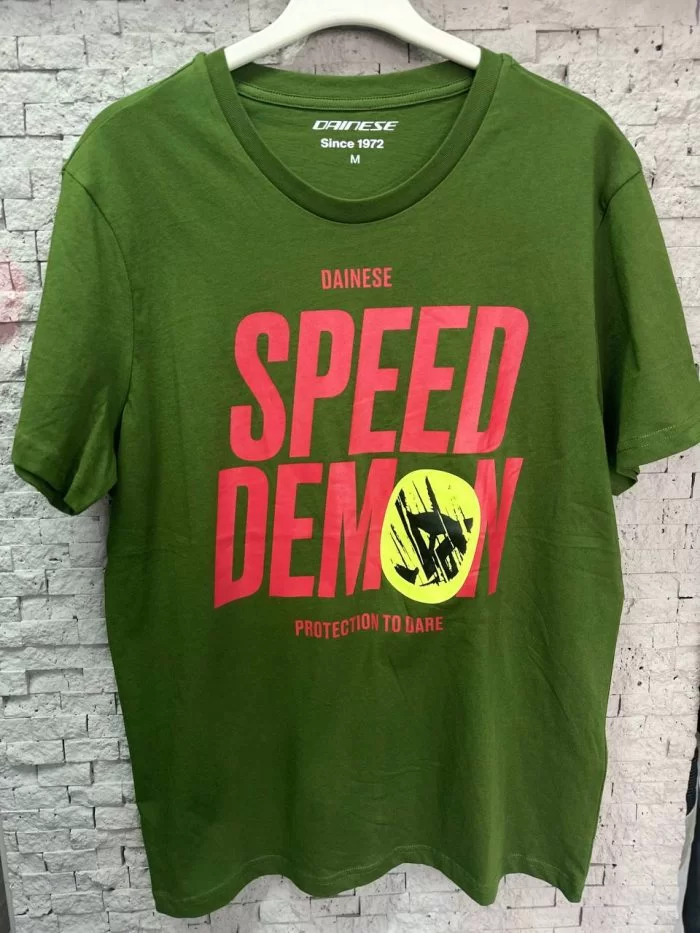 DAINESE
Since 1972
M
DAINESE
SPEED
DEMON
PROTECTION TO DARE